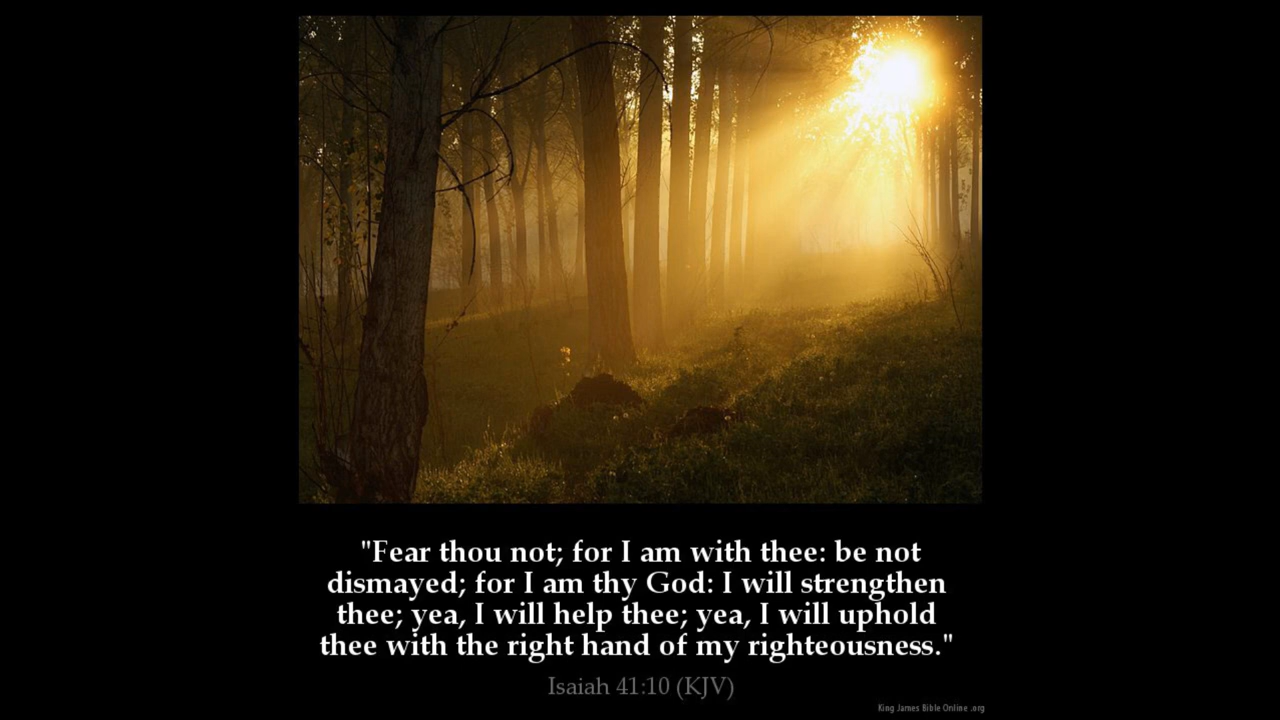 "Fear thou not; for I am with thee: be not
dismayed; for I am thy God: I will strengthen
thee; yea, I will help thee; yea, I will uphold
thee with the right hand of my righteousness."
Isaiah 41:10 (KJV)
King James Bible Online .org